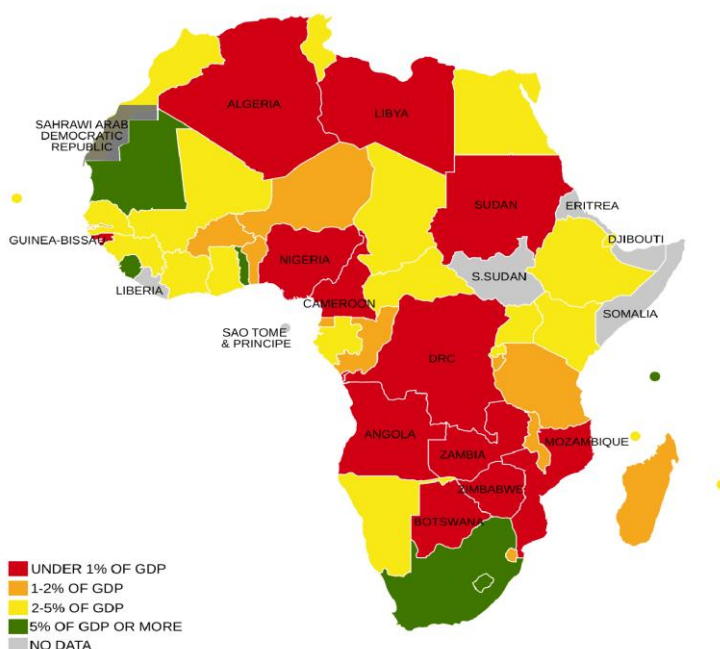 ALGERIA
LIBYA
SAHRAWI ARAB
DEMOCRATIC
REPUBLIC
SUDAN
ERITREA
GUINEA-BISSAU
DJIBOUTI
NIGERIA
S.SUDAN
LIBERIA
CAMEROON
SOMALIA
SAO TOME
& PRINCIPE
DRC
ANGOLA
MOZAMBIQUE
ZAMBIA
ZIMBABWE
BOTSWANA
UNDER 1% OF GDP
1-2% OF GDP
2-5% OF GDP
5% OF GDP OR MORE
NO DATA